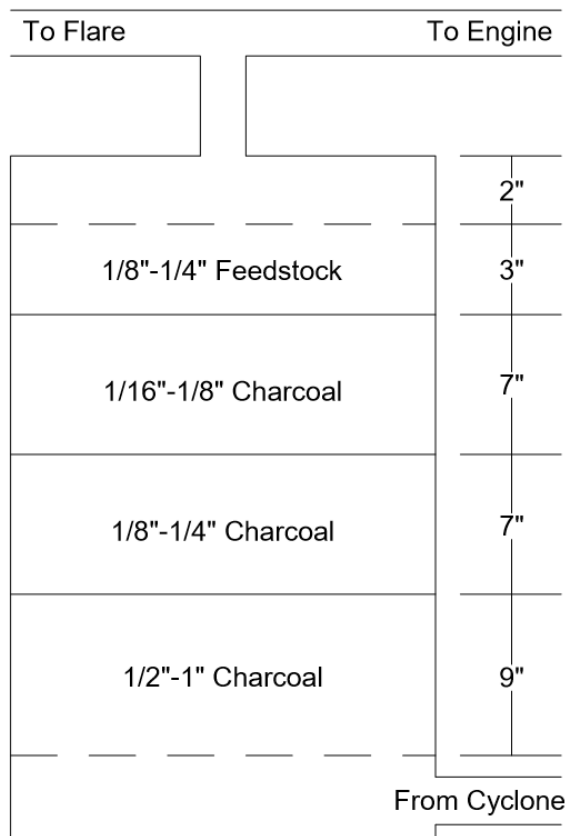 To Flare
To Engine
2"
1/8"-1/4" Feedstock
3"
1/16"-1/8" Charcoal
7"
1/8"-1/4" Charcoal
7"
1/2"-1" Charcoal
9"
From Cyclone